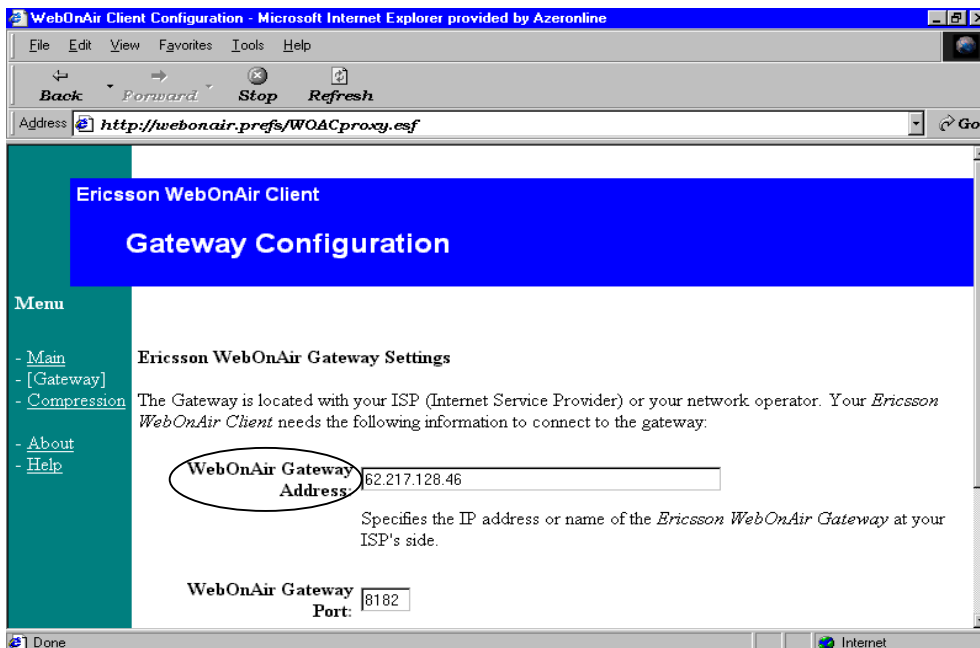 WebOnAir Client Configuration - Microsoft Internet Explorer provided by Azeronline
File Edit View Favorites Tools Help
Back Forward Stop Refresh
Address http://webonair.prefs/WOACproxy.esf Go
Ericsson WebOnAir Client
Gateway Configuration
Menu
- Main
- [Gateway]
- Compression
- About
- Help
Ericsson WebOnAir Gateway Settings
The Gateway is located with your ISP (Internet Service Provider) or your network operator. Your Ericsson
WebOnAir Client needs the following information to connect to the gateway:
WebOnAir Gateway
Address: 62.217.128.46
Specifies the IP address or name of the Ericsson WebOnAir Gateway at your
ISP's side.
WebOnAir Gateway
Port: 8182
Done Internet